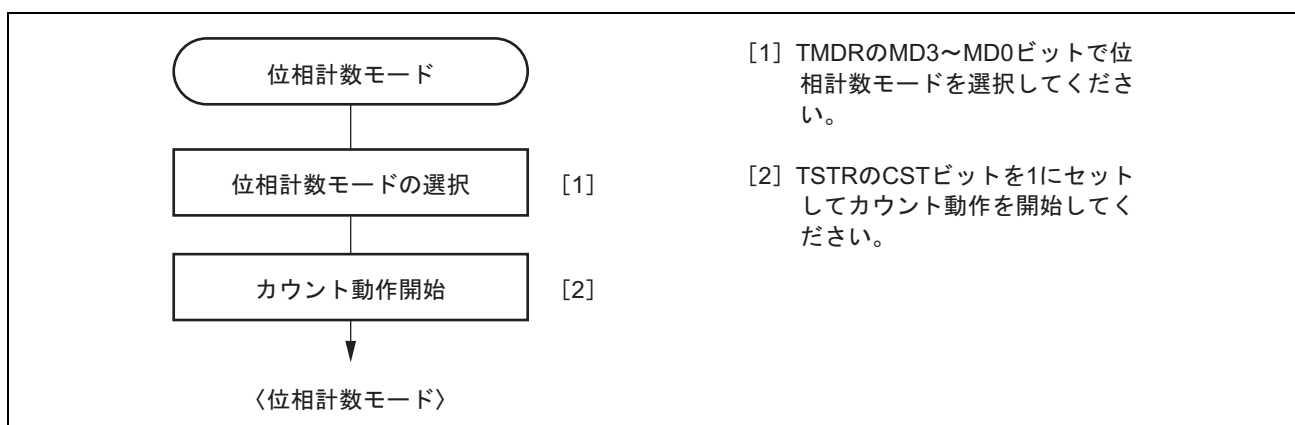 位相計数モード
位相計数モードの選択 ［1］
カウント動作開始 ［2］
〈位相計数モード〉
［1］ TMDRのMD3～MD0ビットで位
相計数モードを選択してくださ
い。
［2］ TSTRのCSTビットを1にセット
してカウント動作を開始してく
ださい。